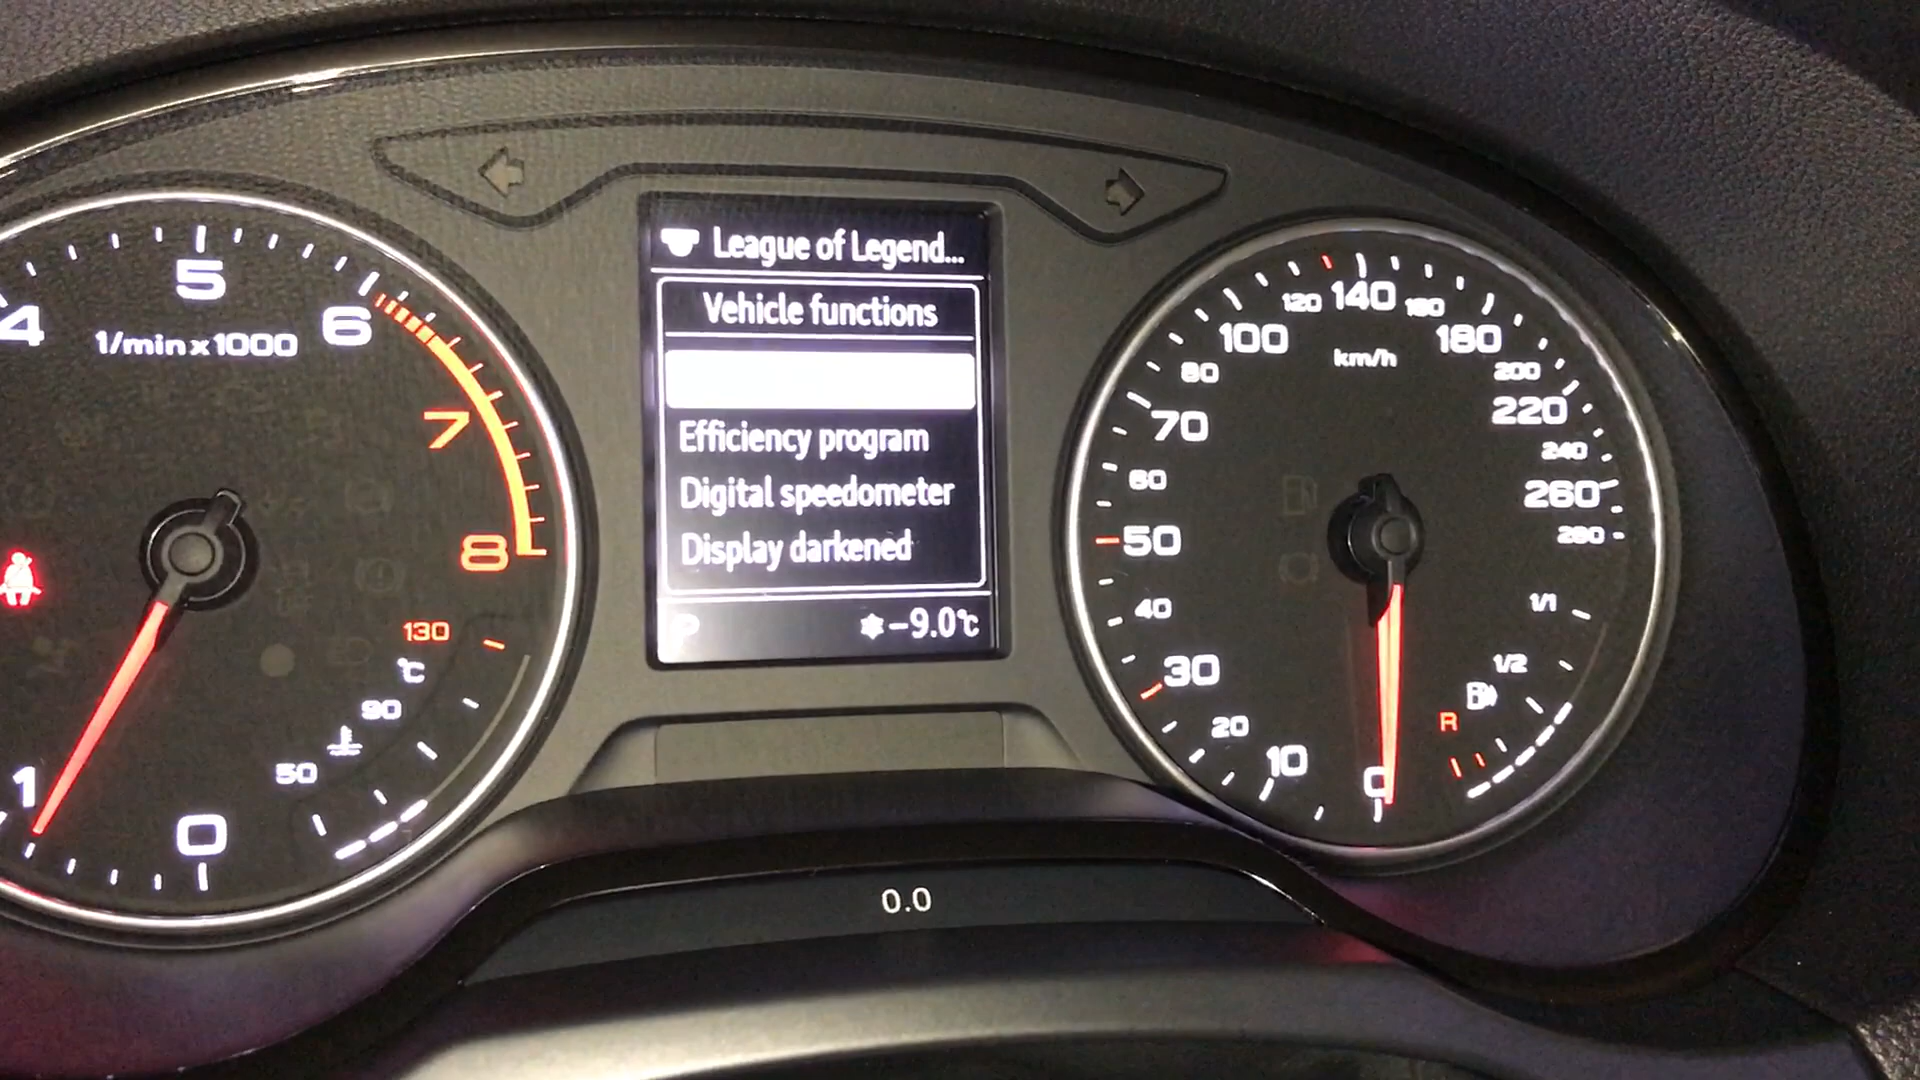 League of Legend...
Vehicle functions
Efficiency program
Digital speedometer
Display darkened
P
-9.0°C
4
5
6
7
8
1/min x 1000
1
0
130
°C
90
50
0
10
20
30
40
50
60
70
80
100
120
140
160
180
200
220
240
260
280
km/h
1/1
1/2
R
0.0